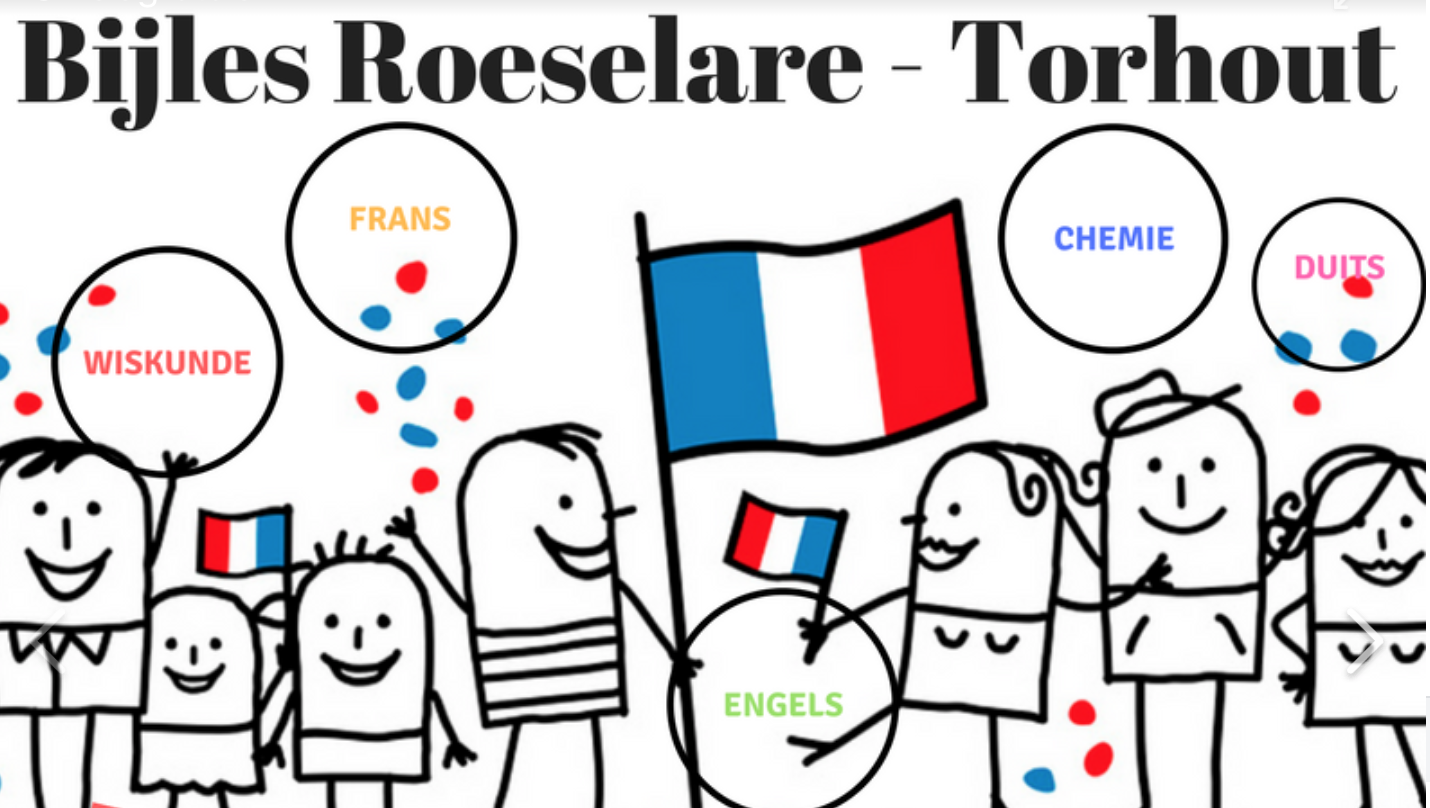 Bijles Roeselare - Torhout
FRANS
CHEMIE
DUITS
WISKUNDE
ENGELS